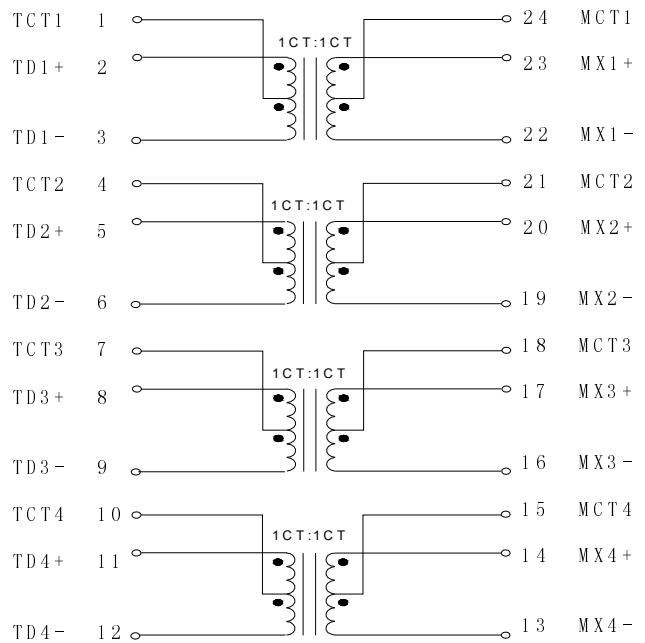 TCT1 1 24 MCT1
1CT:1CT
TD1+ 2 23 MX1+
TD1- 3 22 MX1-
TCT2 4 21 MCT2
1CT:1CT
TD2+ 5 20 MX2+
TD2- 6 19 MX2-
TCT3 7 18 MCT3
1CT:1CT
TD3+ 8 17 MX3+
TD3- 9 16 MX3-
TCT4 10 15 MCT4
1CT:1CT
TD4+ 11 14 MX4+
TD4- 12 13 MX4-